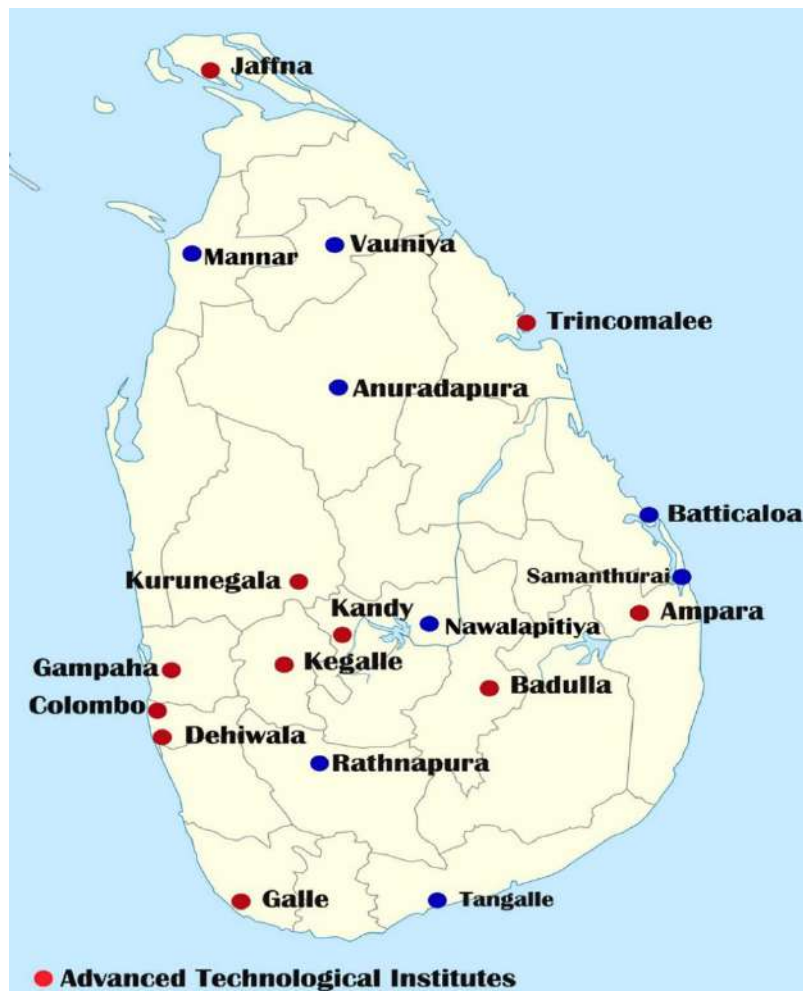 Jaffna
Vauniya
Mannar
Trincomalee
Anuradapura
Batticaloa
Samanthurai
Kurunegala
Kandy
Ampara
Nawalapitiya
Gampaha
Kegalle
Badulla
Colombo
Dehiwala
Rathnapura
Galle
Tangalle
Advanced Technological Institutes